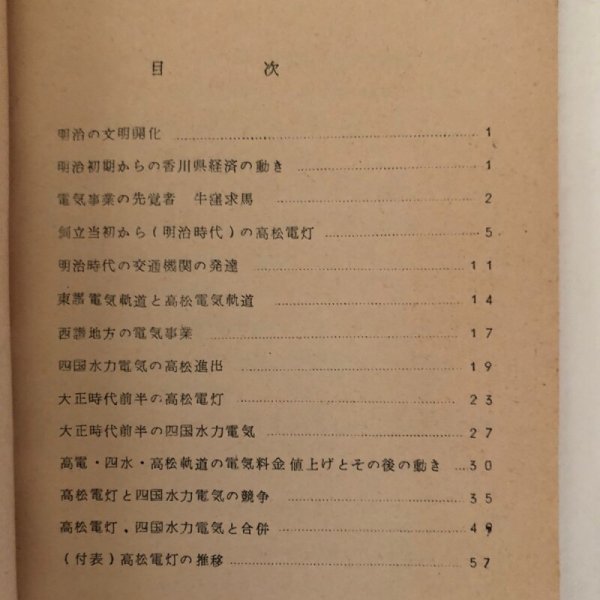 目 次
明治の文明開化 1
明治初期からの香川県経済の動き 1
電気事業の先覚者 牛窪求馬 2
創立当初から(明治時代)の高松電灯 5
明治時代の交通機関の発達 11
東讃電気軌道と高松電気軌道 14
西讃地方の電気事業 17
四国水力電気の高松進出 19
大正時代前半の高松電灯 23
大正時代前半の四国水力電気 27
高電・四水・高松軌道の電気料金値上げとその後の動き 30
高松電灯と四国水力電気の競争 35
高松電灯、四国水力電気と合併 49
(付表)高松電灯の推移 57